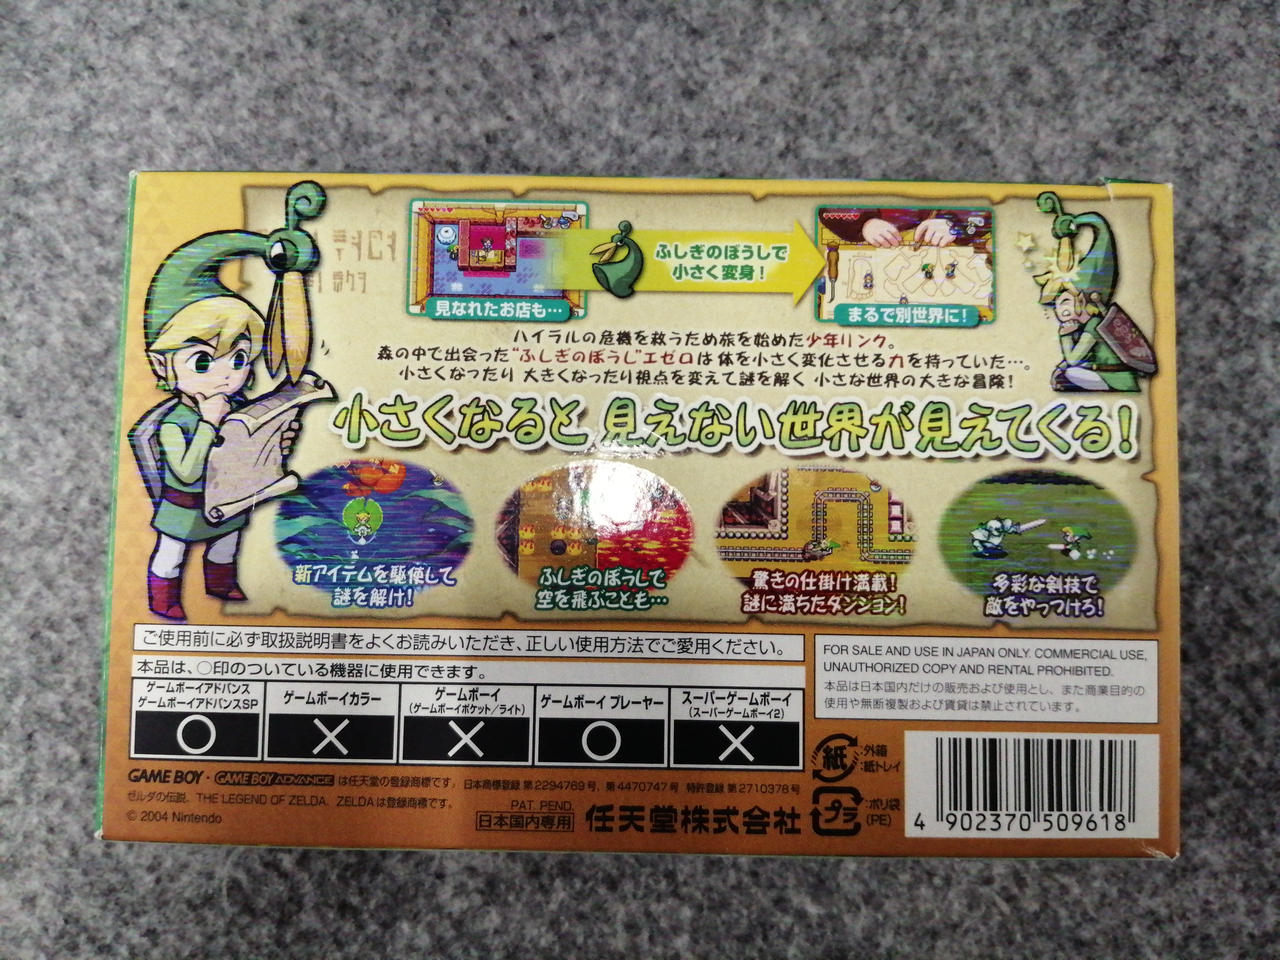 ふしぎのぼうしで
小さく変身!
見なれたお店も…
まるで別世界に!
ハイラルの危機を救うため旅を始めた少年リンク。
森の中で出会った“ふしぎのぼうし”エゼロは体を小さく変化させる力を持っていた…。
小さくなったり 大きくなったり視点を変えて謎を解く 小さな世界の大きな冒険!
小さくなると 見えない世界が見えてくる!
新アイテムを駆使して
謎を解け!
ふしぎのぼうしで
空を飛ぶことも…
驚きの仕掛け満載!
謎に満ちたダンジョン!
多彩な剣技で
敵をやっつけろ!
ご使用前に必ず取扱説明書をよくお読みいただき、正しい使用方法でご愛用ください。
本品は、○印のついている機器に使用できます。
ゲームボーイアドバンス
ゲームボーイアドバンスSP
ゲームボーイカラー
ゲームボーイ
(ゲームボーイポケット/ライト)
ゲームボーイ プレーヤー
スーパーゲームボーイ
(スーパーゲームボーイ2)
○ × × ○ ×
FOR SALE AND USE IN JAPAN ONLY. COMMERCIAL USE,
UNAUTHORIZED COPY AND RENTAL PROHIBITED.
本品は日本国内だけの販売および使用とし、また商業目的の
使用や無断複製および賃貸は禁止されています。
GAME BOY・GAME BOY ADVANCE は任天堂の登録商標です。 日本商標登録 第2294789号、第4470747号 特許登録 第2710378号
ゼルダの伝説、THE LEGEND OF ZELDA、ZELDAは登録商標です。
© 2004 Nintendo
PAT. PEND.
日本国内専用
任天堂株式会社
紙
:外箱
:紙トレイ
プラ
:ポリ袋
(PE)
4 902370 509618